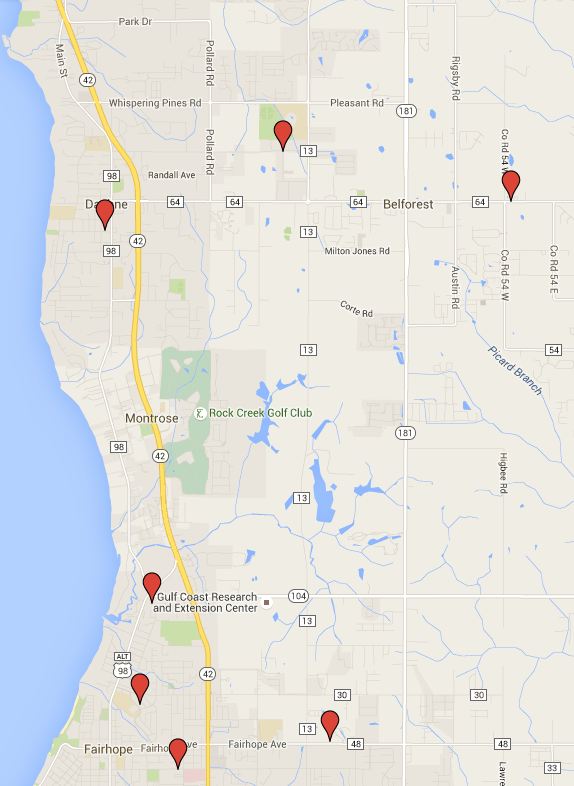 Park Dr
Main St
Pollard Rd
Rigsby Rd
42
Whispering Pines Rd
Pleasant Rd
181
Pollard Rd
Co Rd 54 W
13
98
Randall Ave
64
64
36
Belforest
64
98
42
13
Milton Jones Rd
Co Rd 54 W
Co Rd 54 E
Austin Rd
Corte Rd
13
54
Picard Branch
Montrose
Rock Creek Golf Club
98
42
181
Higbee Rd
13
Gulf Coast Research
and Extension Center
104
13
ALT
98
42
30
30
13
Fairhope
Fairhope Ave
48
48
33